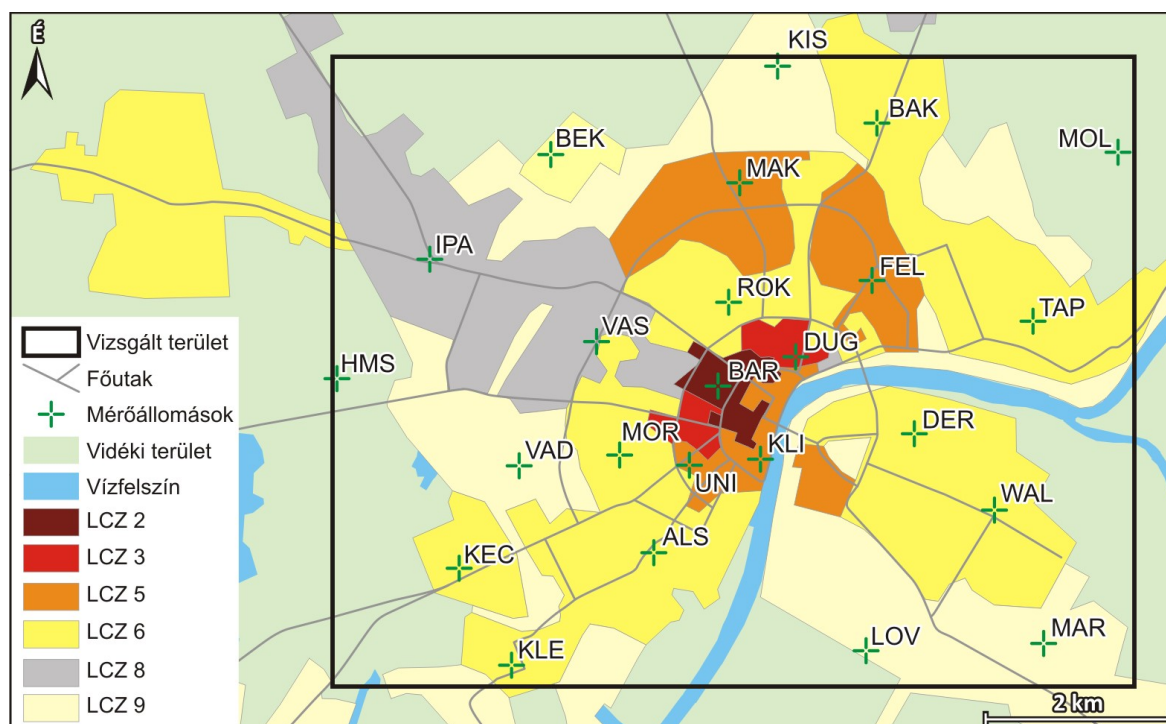 É
KIS
BAK
BEK
MOL
MAK
IPA
FEL
ROK
TAP
VAS
DUG
HMS
BAR
DER
MOR
KLI
VAD
UNI
WAL
ALS
KEC
LOV
MAR
KLE
2 km
Vizsgált terület
Főutak
Mérőállomások
Vidéki terület
Vízfelszín
LCZ 2
LCZ 3
LCZ 5
LCZ 6
LCZ 8
LCZ 9